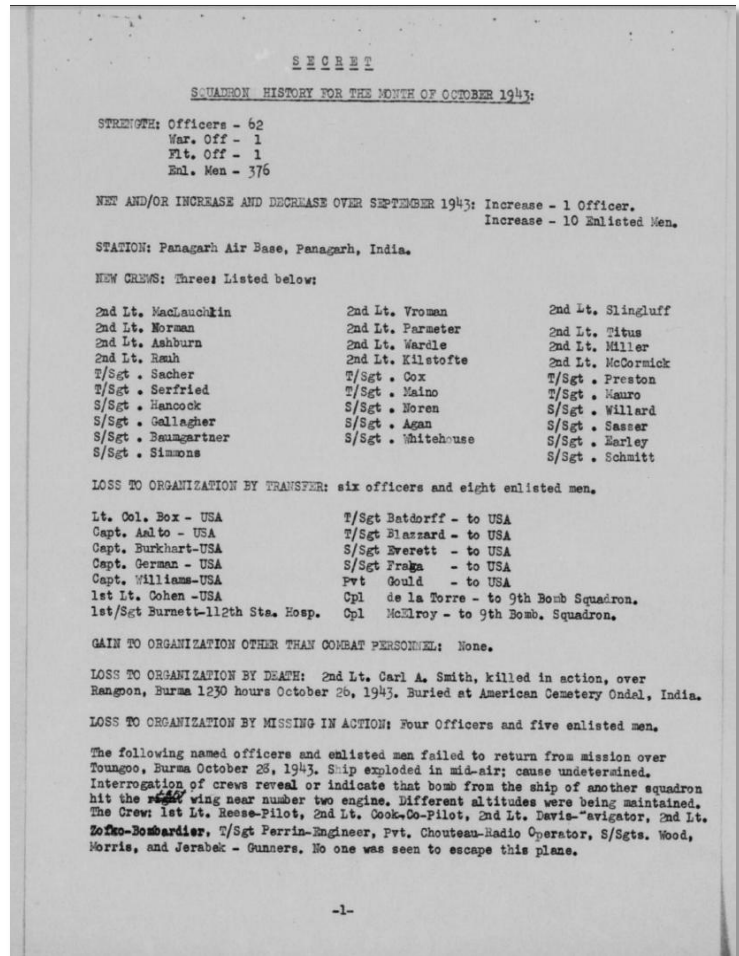 SECRET
SQUADRON HISTORY FOR THE MONTH OF OCTOBER 1943:
STRENGTH: Officers - 62
War. Off - 1
Flt. Off - 1
Enl. Men - 376
NET AND/OR INCREASE AND DECREASE OVER SEPTEMBER 1943: Increase - 1 Officer.
Increase - 10 Enlisted Men.
STATION: Panagarh Air Base, Panagarh, India.
NEW CREWS: Three: Listed below:
2nd Lt. MacLauchlin 2nd Lt. Vroman 2nd Lt. Slingluff
2nd Lt. Norman 2nd Lt. Parmeter 2nd Lt. Titus
2nd Lt. Ashburn 2nd Lt. Wardle 2nd Lt. Miller
2nd Lt. Rauh 2nd Lt. Kilstofte 2nd Lt. McCormick
T/Sgt . Sacher T/Sgt . Cox T/Sgt . Preston
T/Sgt . Serfried T/Sgt . Maino T/Sgt . Mauro
S/Sgt . Hancock S/Sgt . Noren S/Sgt . Willard
S/Sgt . Gallagher S/Sgt . Agan S/Sgt . Sasser
S/Sgt . Baumgartner S/Sgt . Whitehouse S/Sgt . Earley
S/Sgt . Simmons S/Sgt . Schmitt
LOSS TO ORGANIZATION BY TRANSFER: six officers and eight enlisted men.
Lt. Col. Box - USA T/Sgt Batdorff - to USA
Capt. Aalto - USA T/Sgt Blazzard - to USA
Capt. Burkhart-USA S/Sgt Everett - to USA
Capt. German - USA S/Sgt Fraga - to USA
Capt. Williams-USA Pvt Gould - to USA
1st Lt. Cohen -USA Cpl de la Torre - to 9th Bomb Squadron.
1st/Sgt Burnett-112th Sta. Hosp. Cpl McElroy - to 9th Bomb. Squadron.
GAIN TO ORGANIZATION OTHER THAN COMBAT PERSONNEL: None.
LOSS TO ORGANIZATION BY DEATH: 2nd Lt. Carl A. Smith, killed in action, over
Rangoon, Burma 1230 hours October 26, 1943. Buried at American Cemetery Ondal, India.
LOSS TO ORGANIZATION BY MISSING IN ACTION: Four Officers and five enlisted men.
The following named officers and enlisted men failed to return from mission over
Toungoo, Burma October 28, 1943. Ship exploded in mid-air; cause undetermined.
Interrogation of crews reveal or indicate that bomb from the ship of another squadron
hit the right wing near number two engine. Different altitudes were being maintained.
The Crew: 1st Lt. Reese-Pilot, 2nd Lt. Cook,Co-Pilot, 2nd Lt. Davis-"avigator, 2nd Lt.
Zofko-Bombardier, T/Sgt Perrin-Engineer, Pvt. Chouteau-Radio Operator, S/Sgts. Wood,
Morris, and Jerabek - Gunners. No one was seen to escape this plane.
-1-